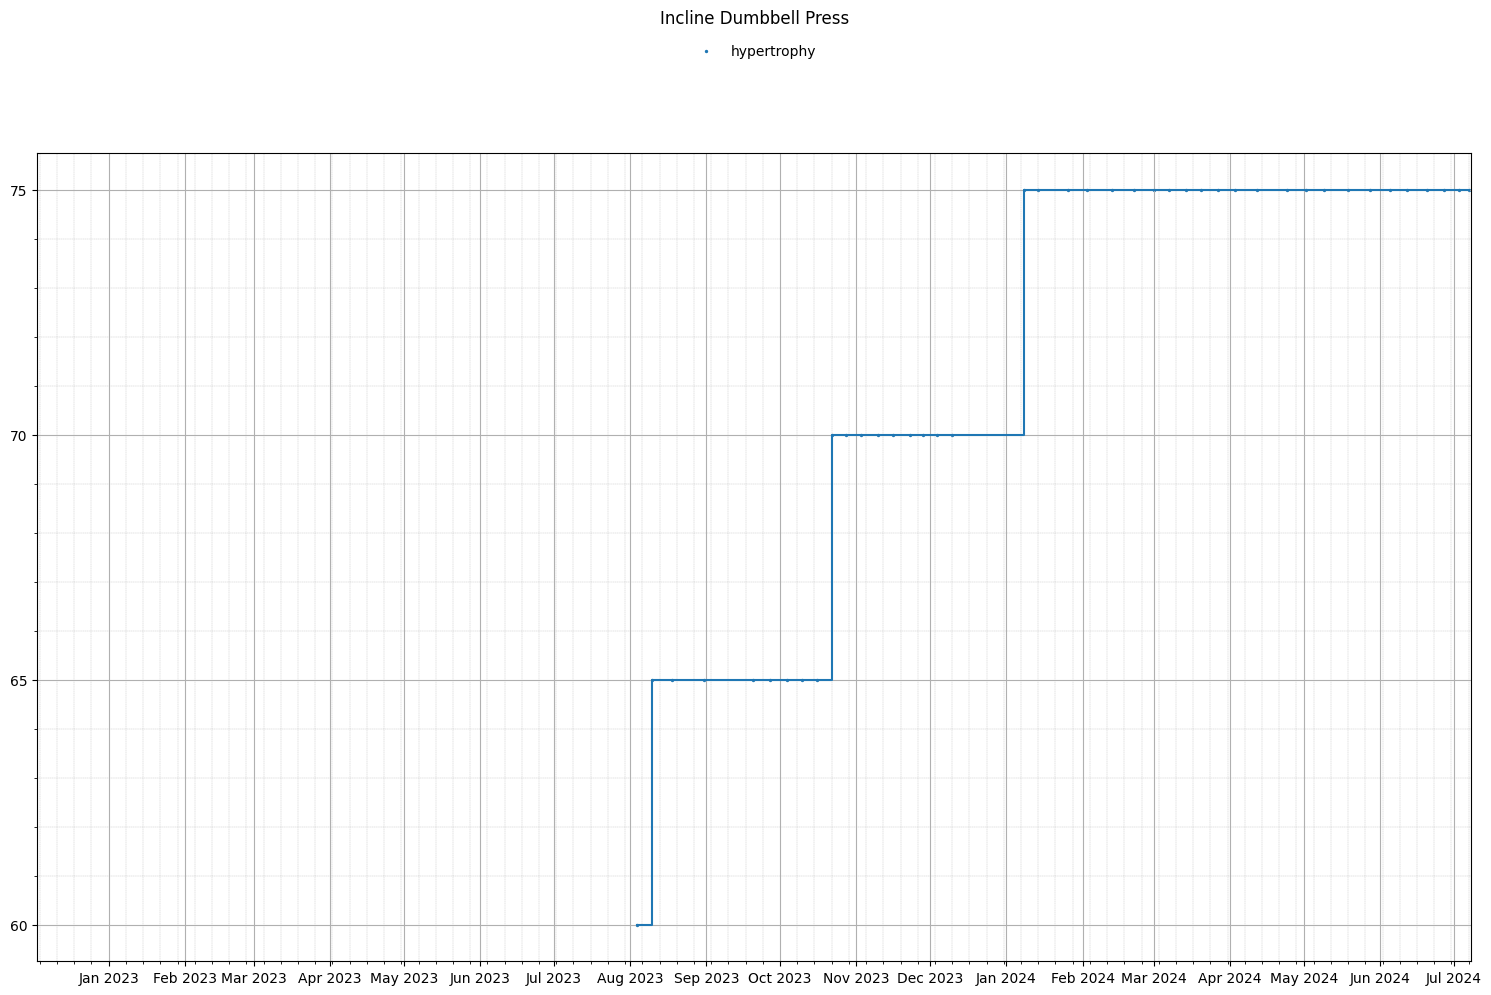 Incline Dumbbell Press
hypertrophy
75
70
65
60
Jan 2023 Feb 2023 Mar 2023 Apr 2023 May 2023 Jun 2023 Jul 2023 Aug 2023 Sep 2023 Oct 2023 Nov 2023 Dec 2023 Jan 2024 Feb 2024 Mar 2024 Apr 2024 May 2024 Jun 2024 Jul 2024